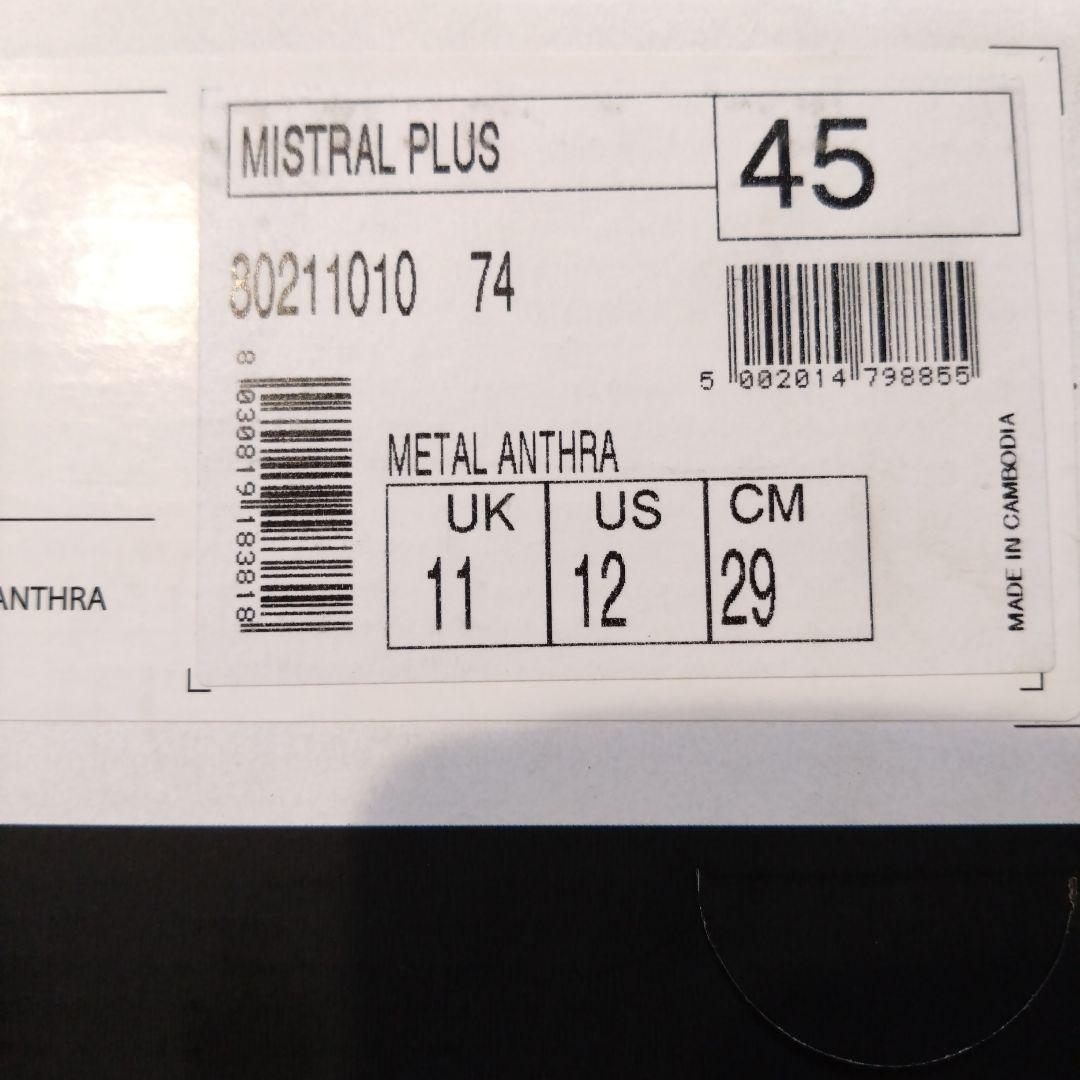 MISTRAL PLUS
45
80211010 74
5 002014 798855
8 030819 183818
METAL ANTHRA
UK US CM
11 12 29
MADE IN CAMBODIA
ANTHRA